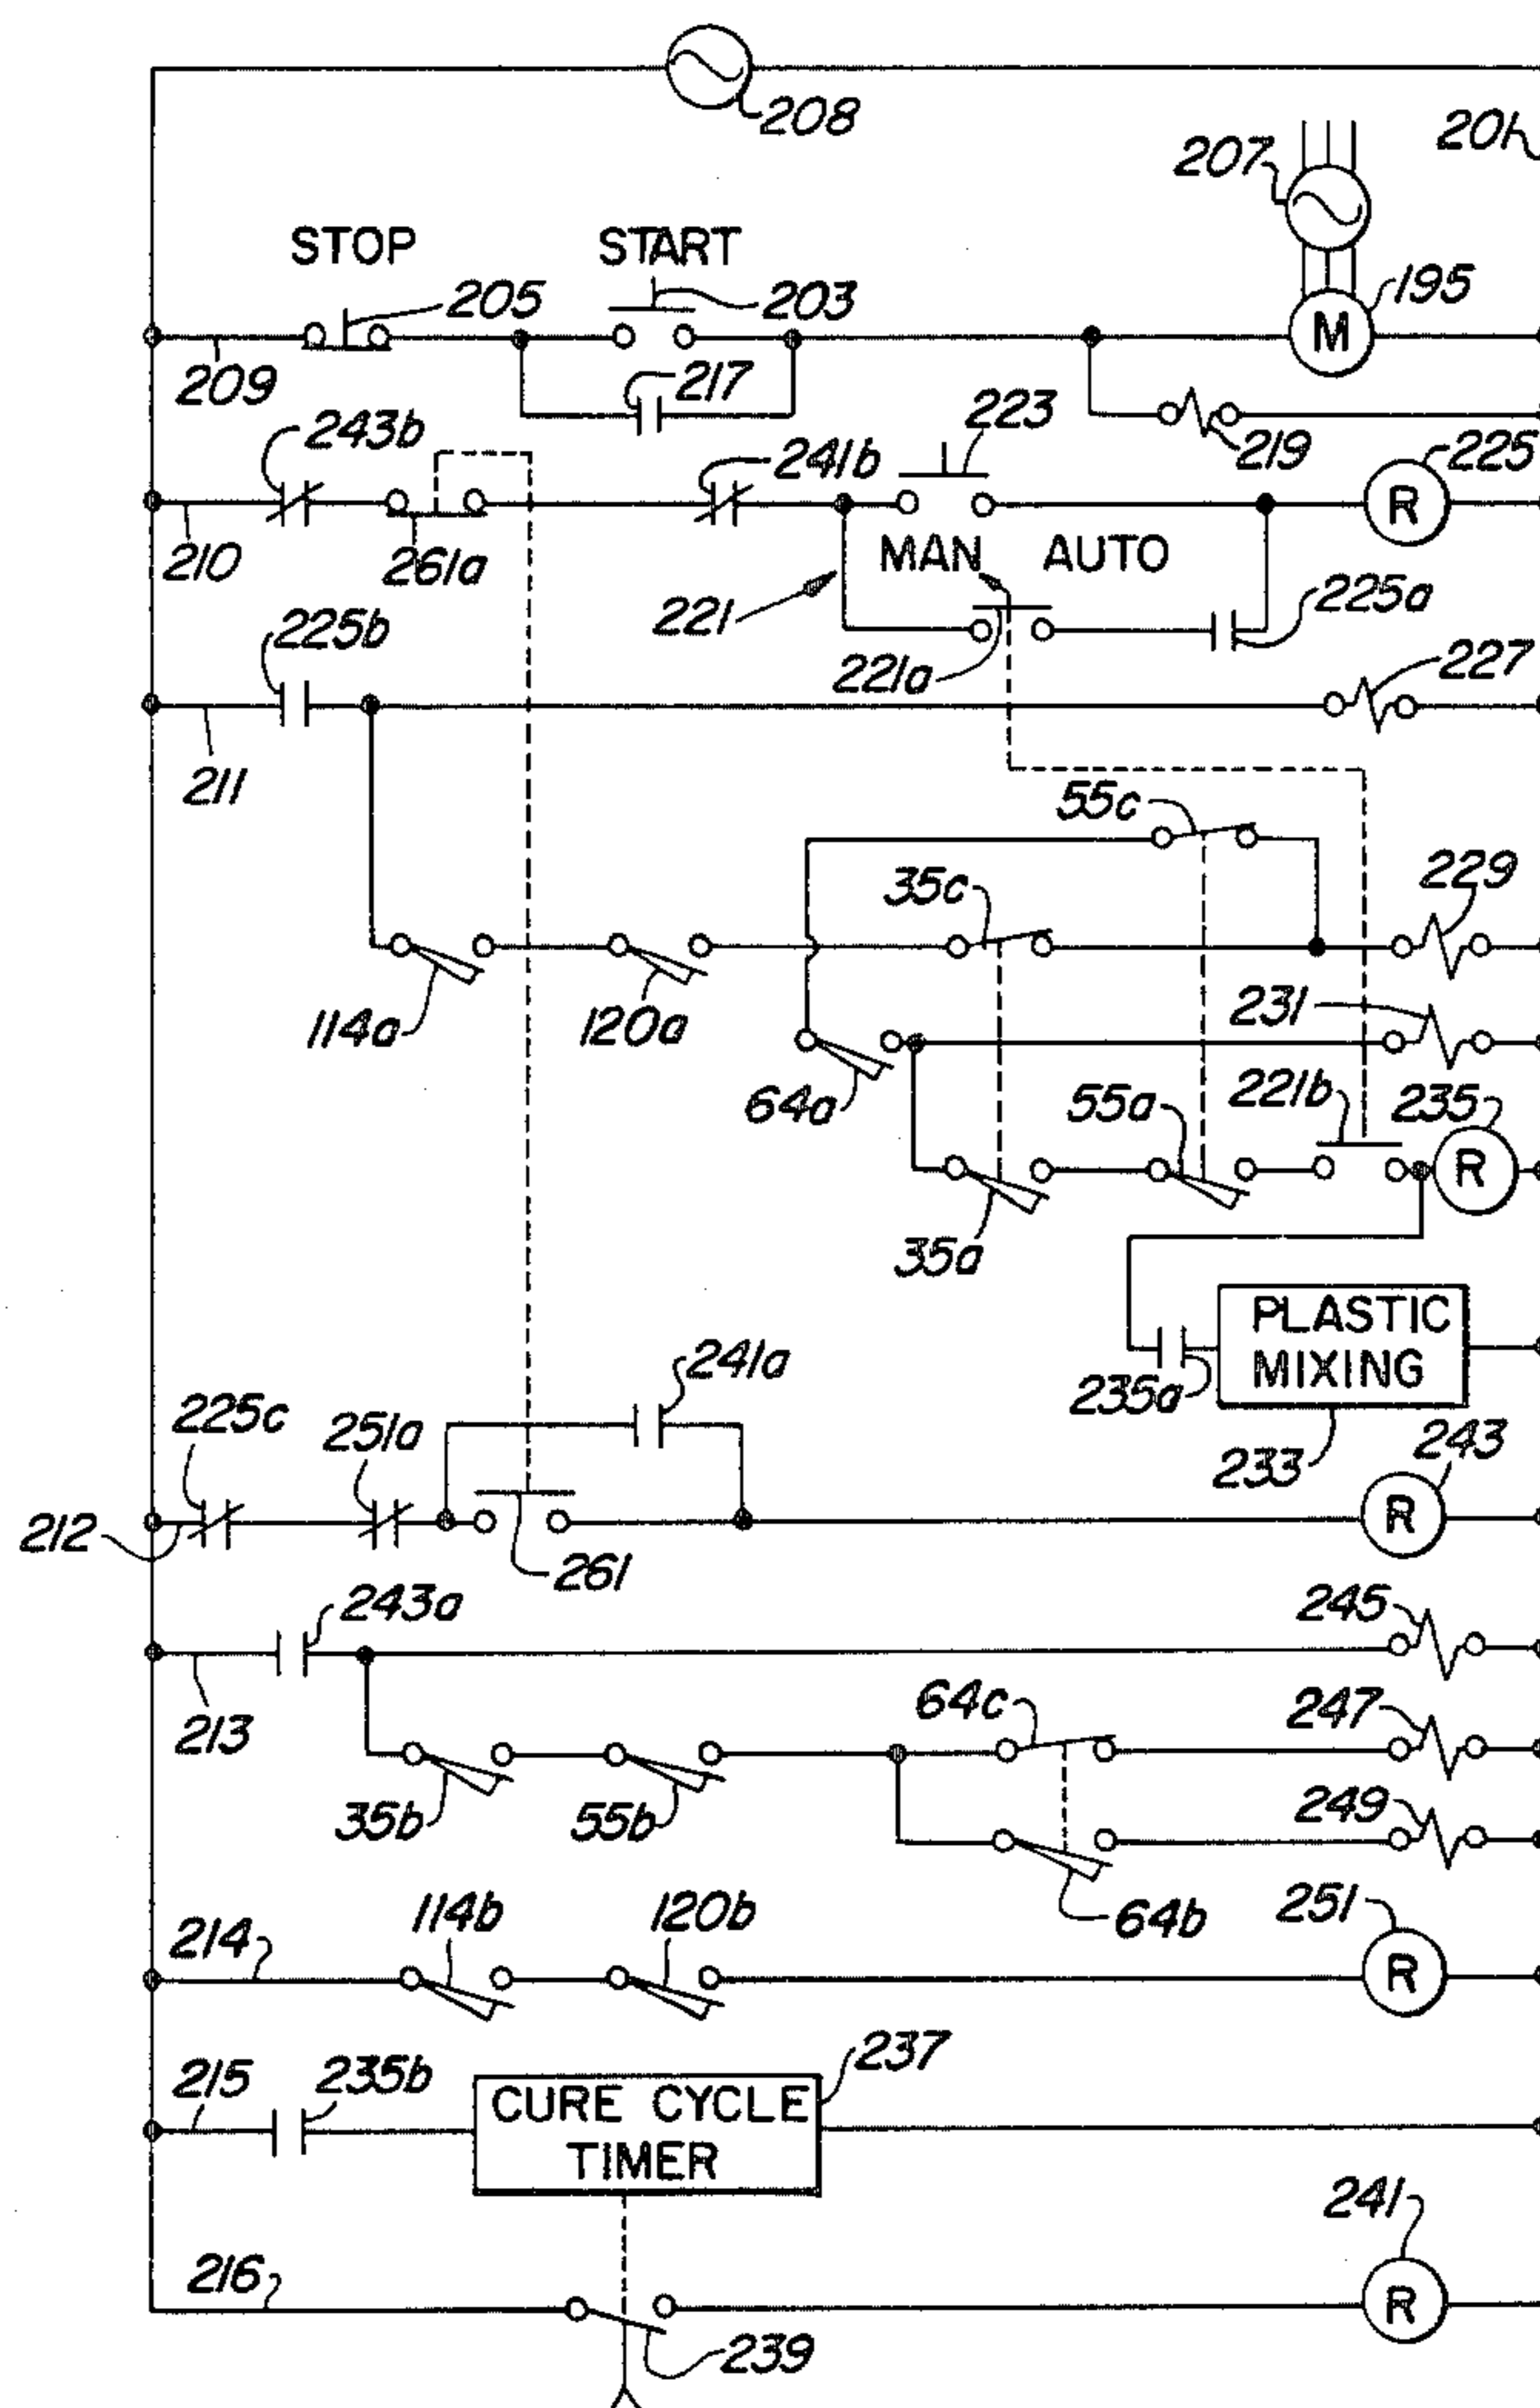 208
207
201
STOP
START
205
203
195
M
209
217
219
243b
241b
223
225
R
210
261a
MAN
AUTO
221
221a
225a
225b
227
211
55c
35c
229
114a
120a
231
64a
55a
221b
235
R
35a
PLASTIC
MIXING
235a
233
241a
225c
251a
243
R
212
261
243a
245
213
64c
247
35b
55b
249
64b
214
114b
120b
251
R
215
235b
CURE CYCLE
TIMER
237
241
216
R
239